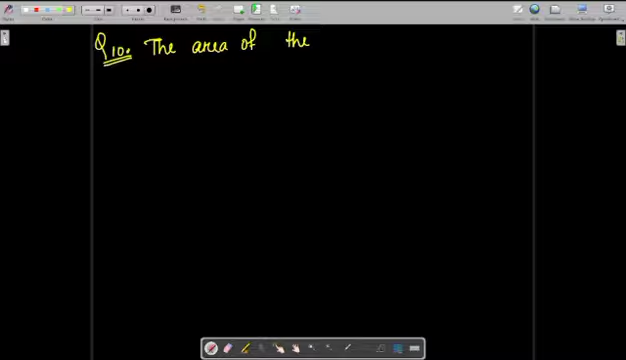 Q10. The area of the